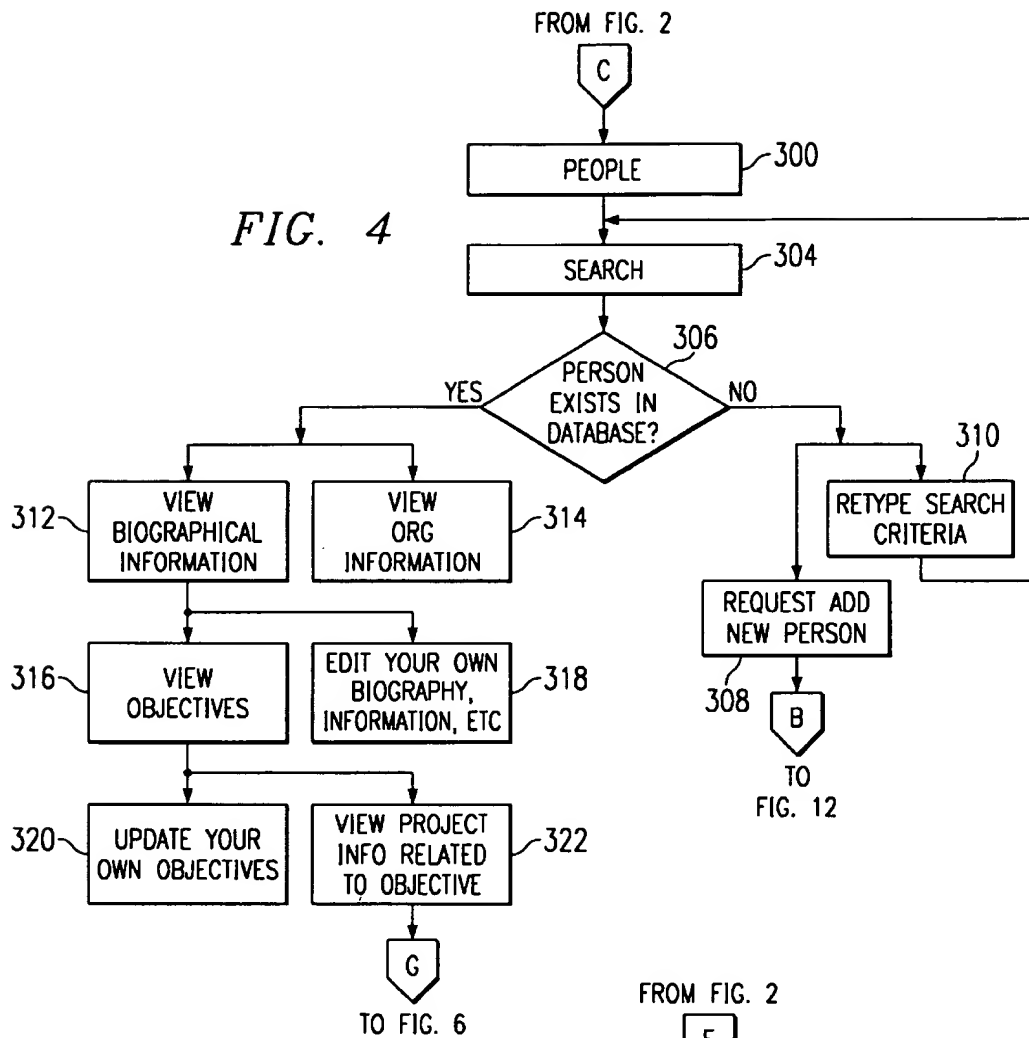 FROM FIG. 2
C
PEOPLE
300
FIG. 4
SEARCH
304
306
PERSON
EXISTS IN
DATABASE?
YES
NO
312
VIEW
BIOGRAPHICAL
INFORMATION
VIEW
ORG
INFORMATION
314
310
RETYPE SEARCH
CRITERIA
REQUEST ADD
NEW PERSON
308
B
TO
FIG. 12
316
VIEW
OBJECTIVES
EDIT YOUR OWN
BIOGRAPHY,
INFORMATION, ETC
318
320
UPDATE YOUR
OWN OBJECTIVES
VIEW PROJECT
INFO RELATED
TO OBJECTIVE
322
G
TO FIG. 6
FROM FIG. 2